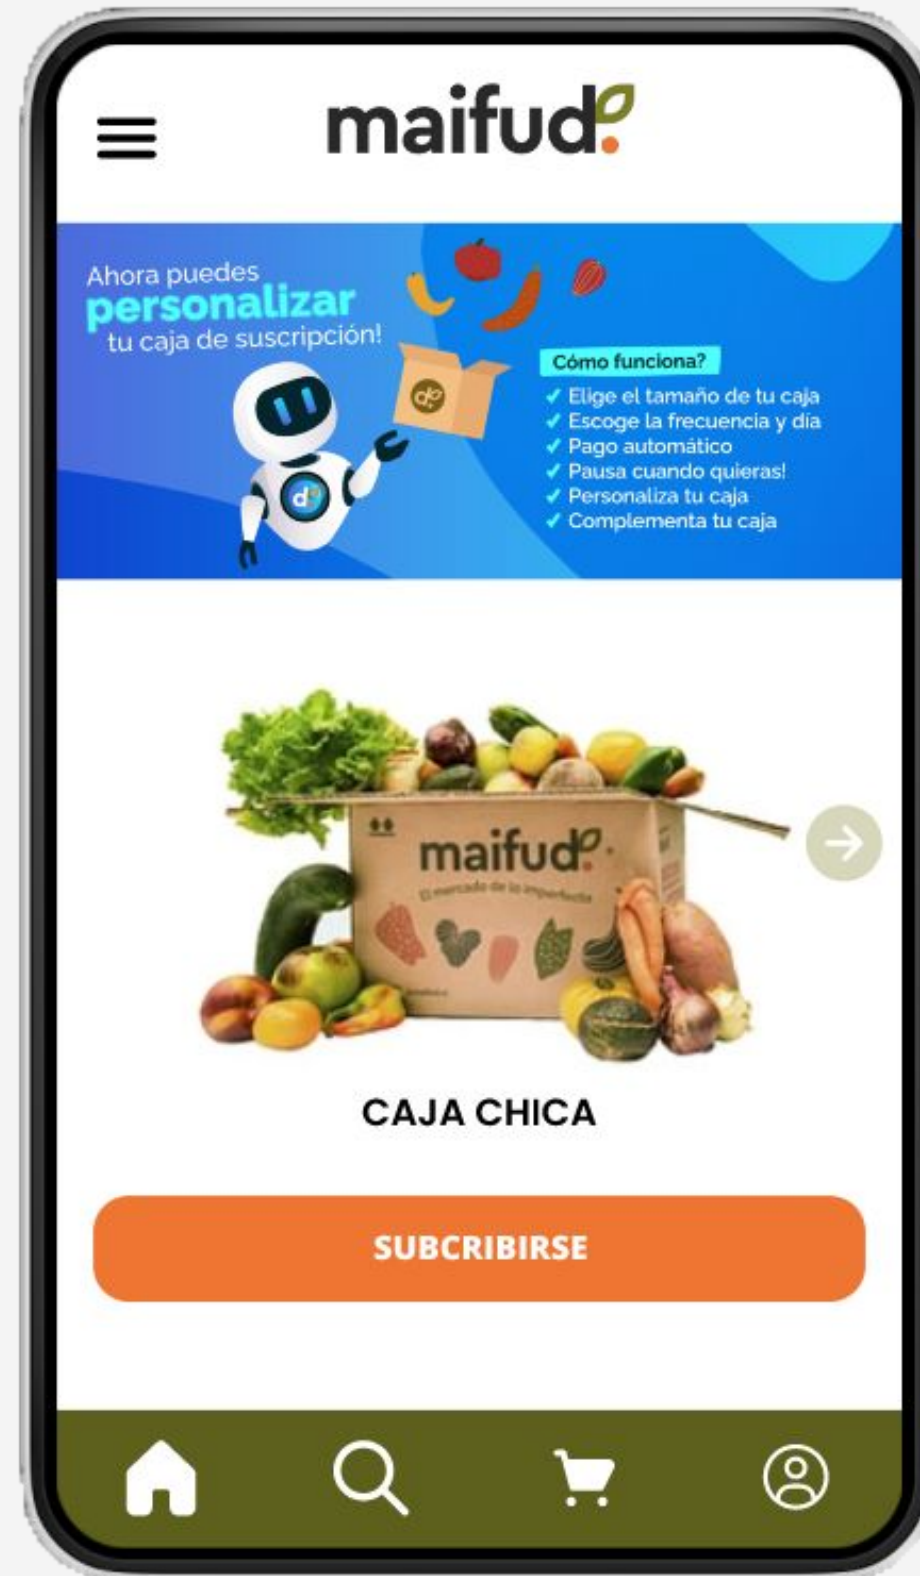 maifud.
Ahora puedes
personalizar
tu caja de suscripción!
Cómo funciona?
✓ Elige el tamaño de tu caja
✓ Escoge la frecuencia y día
✓ Pago automático
✓ Pausa cuando quieras!
✓ Personaliza tu caja
✓ Complementa tu caja
maifud.
El mercado de lo imperfecto
CAJA CHICA
SUBCRIBIRSE